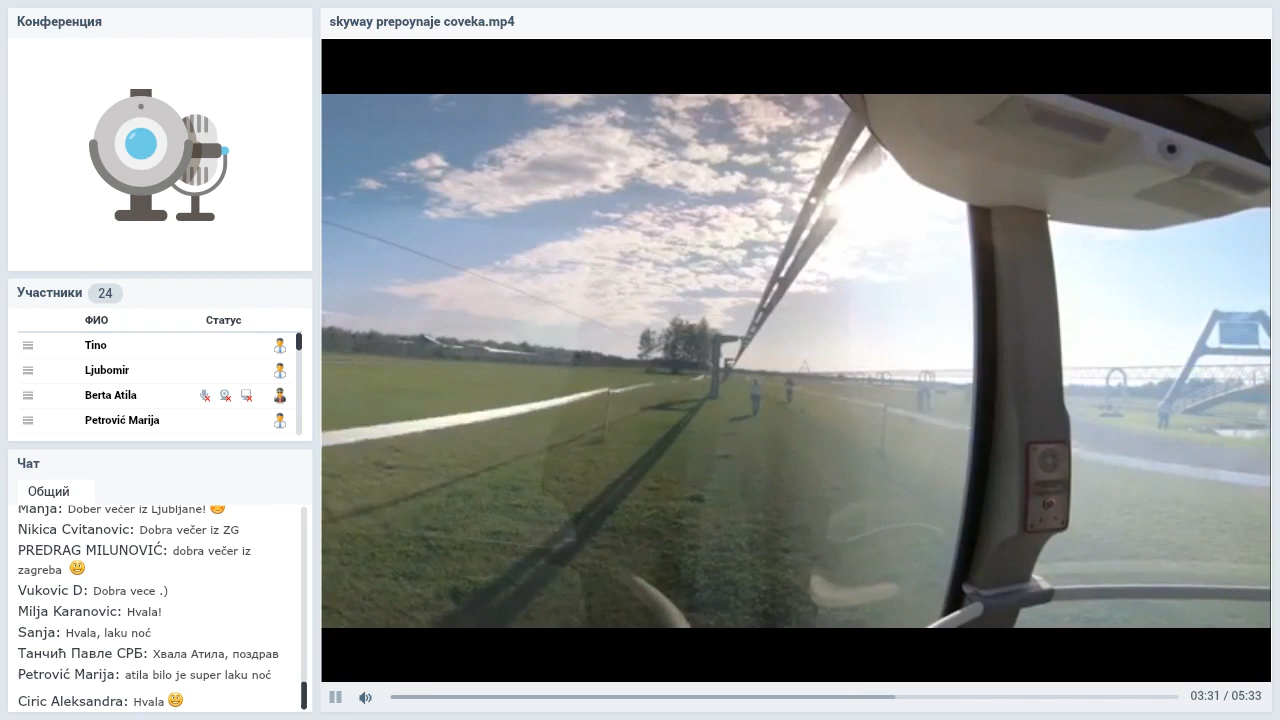 Конференция
skyway prepoynaje coveka.mp4
Участники 24
ФИО Статус
Tino
Ljubomir
Berta Atila
Petrović Marija
Чат
Общий
Manja: Dober večer iz Ljubljane!
Nikica Cvitanovic: Dobra večer iz ZG
PREDRAG MILUNOVIĆ: dobra večer iz
zagreba
Vukovic D: Dobra vece .)
Milja Karanovic: Hvala!
Sanja: Hvala, laku noć
Танчић Павле СРБ: Хвала Атила, поздрав
Petrović Marija: atila bilo je super laku noć
Ciric Aleksandra: Hvala
03:31 / 05:33